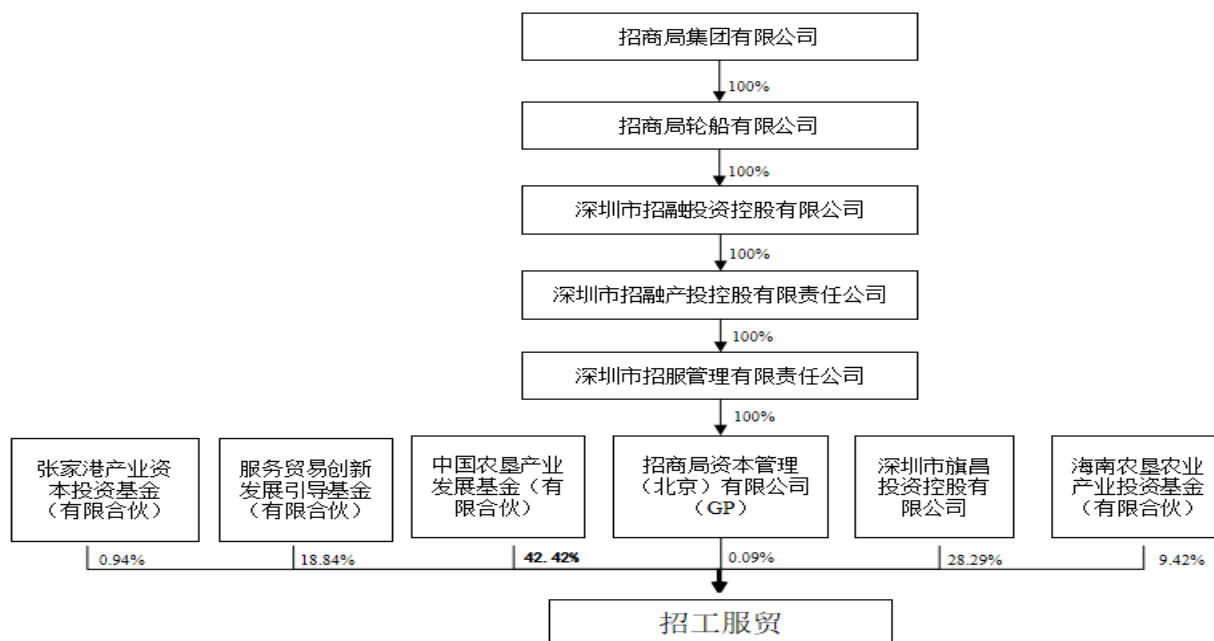 招商局集团有限公司
100%
招商局轮船有限公司
100%
深圳市招融投资控股有限公司
100%
深圳市招融产投控股有限责任公司
100%
深圳市招服管理有限责任公司
100%
张家港产业资
本投资基金
（有限合伙）
服务贸易创新
发展引导基金
（有限合伙）
中国农垦产业
发展基金（有
限合伙）
招商局资本管理
（北京）有限公司
（GP）
深圳市旗昌
投资控股有
限公司
海南农垦农业
产业投资基金
（有限合伙）
0.94%
18.84%
42.42%
0.09%
28.29%
9.42%
招工服贸